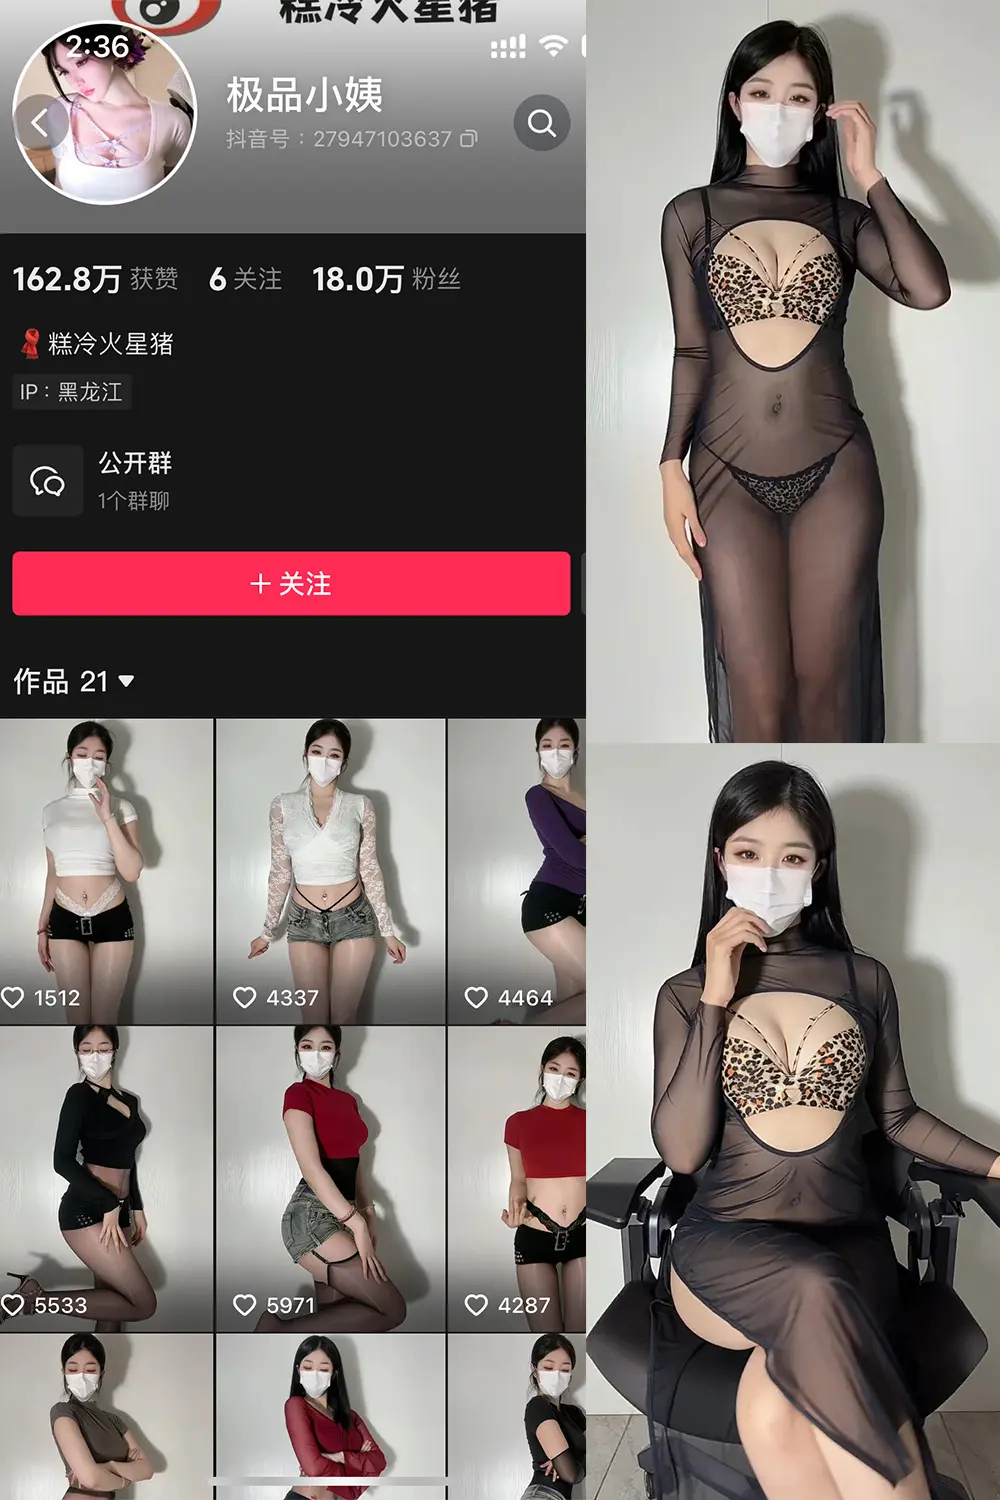 糕冷火星猪
2:36
极品小姨
抖音号：27947103637
162.8万 获赞 6 关注 18.0万 粉丝
🧣糕冷火星猪
IP：黑龙江
公开群
1个群聊
＋ 关注
作品 21
1512
4337
4464
5533
5971
4287